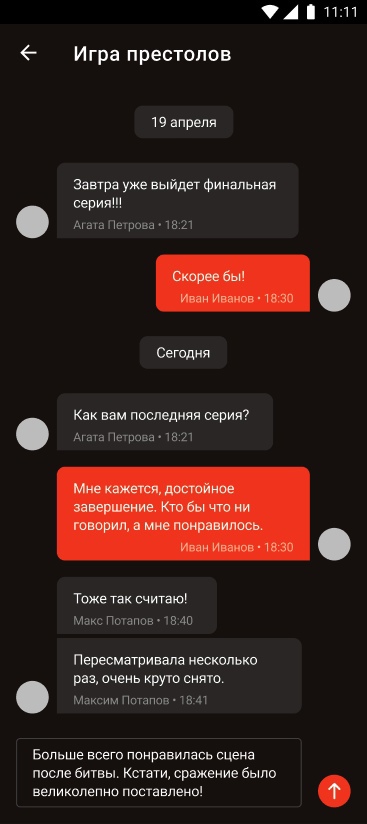 11:11
Игра престолов
19 апреля
Завтра уже выйдет финальная
серия!!!
Агата Петрова • 18:21
Скорее бы!
Иван Иванов • 18:30
Сегодня
Как вам последняя серия?
Агата Петрова • 18:21
Мне кажется, достойное
завершение. Кто бы что ни
говорил, а мне понравилось.
Иван Иванов • 18:30
Тоже так считаю!
Макс Потапов • 18:40
Пересматривала несколько
раз, очень круто снято.
Максим Потапов • 18:41
Больше всего понравилась сцена
после битвы. Кстати, сражение было
великолепно поставлено!